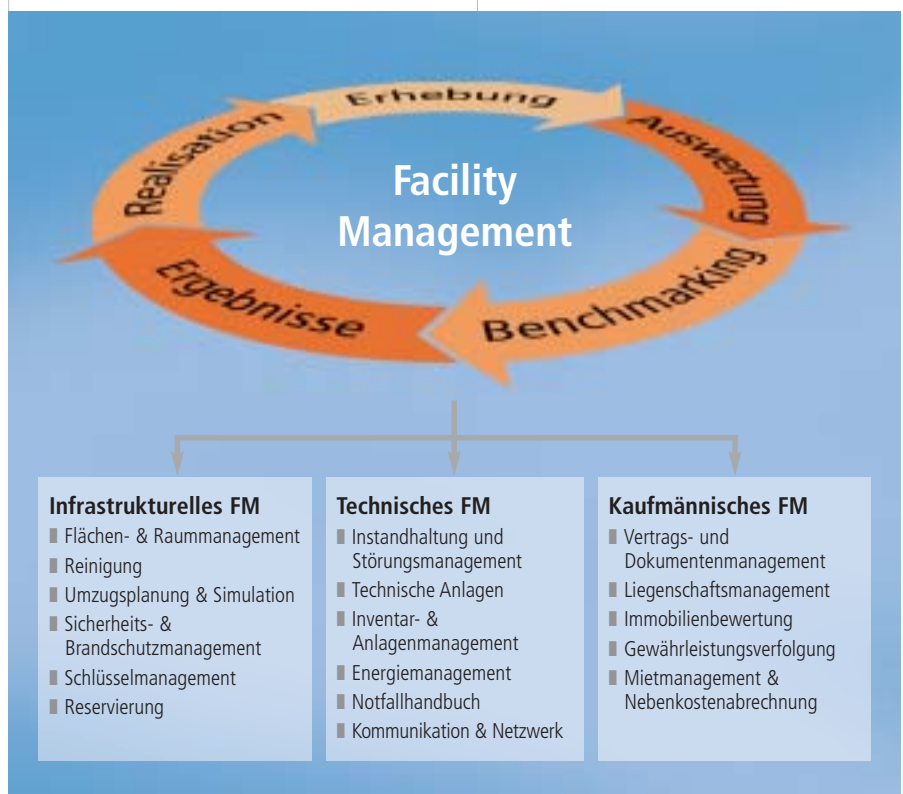 Erhebung
Auswertung
Benchmarking
Ergebnisse
Realisation
Facility
Management
Infrastrukturelles FM
Flächen- & Raummanagement
Reinigung
Umzugsplanung & Simulation
Sicherheits- &
Brandschutzmanagement
Schlüsselmanagement
Reservierung
Technisches FM
Instandhaltung und
Störungsmanagement
Technische Anlagen
Inventar- &
Anlagenmanagement
Energiemanagement
Notfallhandbuch
Kommunikation & Netzwerk
Kaufmännisches FM
Vertrags- und
Dokumentenmanagement
Liegenschaftsmanagement
Immobilienbewertung
Gewährleistungsverfolgung
Mietmanagement &
Nebenkostenabrechnung